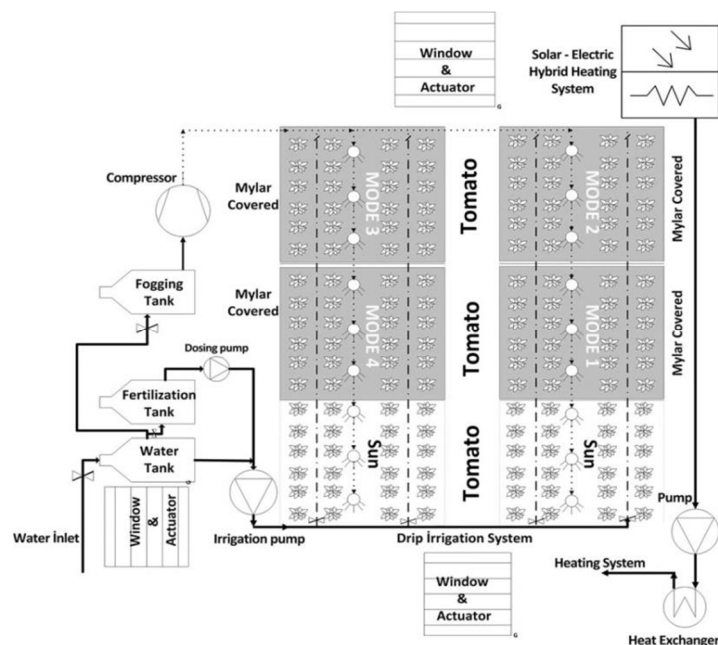 Window
&
Actuator
G
Solar - Electric
Hybrid Heating
System
Compressor
Mylar
Covered
MODE 3
Tomato
MODE 2
Mylar Covered
Fogging
Tank
Mylar
Covered
MODE 4
Tomato
MODE 1
Mylar Covered
Dosing pump
Fertilization
Tank
Water
Tank
G
Sun
Tomato
Sun
Window
&
Actuator
Water İnlet
Irrigation pump
Drip İrrigation System
Pump
Window
&
Actuator
G
Heating System
Heat Exchanger